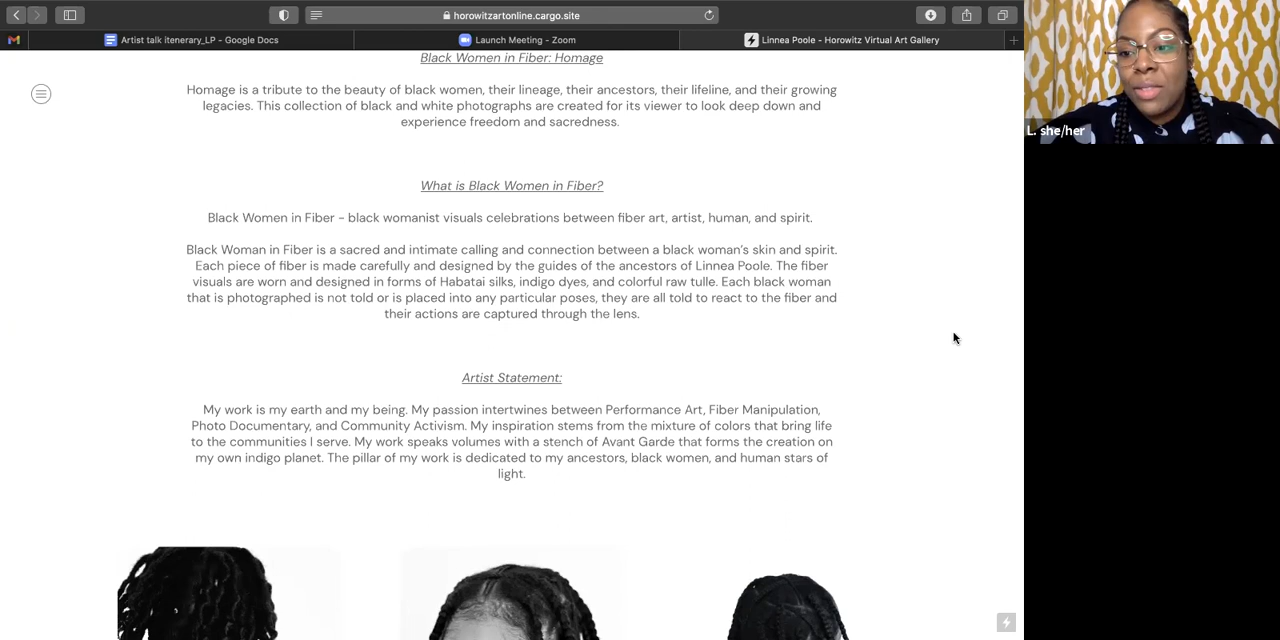 horowitzartonline.cargo.site
Artist talk itenerary_LP - Google Docs
Launch Meeting - Zoom
Linnea Poole - Horowitz Virtual Art Gallery
Black Women in Fiber: Homage
Homage is a tribute to the beauty of black women, their lineage, their ancestors, their lifeline, and their growing
legacies. This collection of black and white photographs are created for its viewer to look deep down and
experience freedom and sacredness.
What is Black Women in Fiber?
Black Women in Fiber - black womanist visuals celebrations between fiber art, artist, human, and spirit.
Black Woman in Fiber is a sacred and intimate calling and connection between a black woman's skin and spirit.
Each piece of fiber is made carefully and designed by the guides of the ancestors of Linnea Poole. The fiber
visuals are worn and designed in forms of Habatai silks, indigo dyes, and colorful raw tulle. Each black woman
that is photographed is not told or is placed into any particular poses, they are all told to react to the fiber and
their actions are captured through the lens.
Artist Statement:
My work is my earth and my being. My passion intertwines between Performance Art, Fiber Manipulation,
Photo Documentary, and Community Activism. My inspiration stems from the mixture of colors that bring life
to the communities I serve. My work speaks volumes with a stench of Avant Garde that forms the creation on
my own indigo planet. The pillar of my work is dedicated to my ancestors, black women, and human stars of
light.
L. she/her